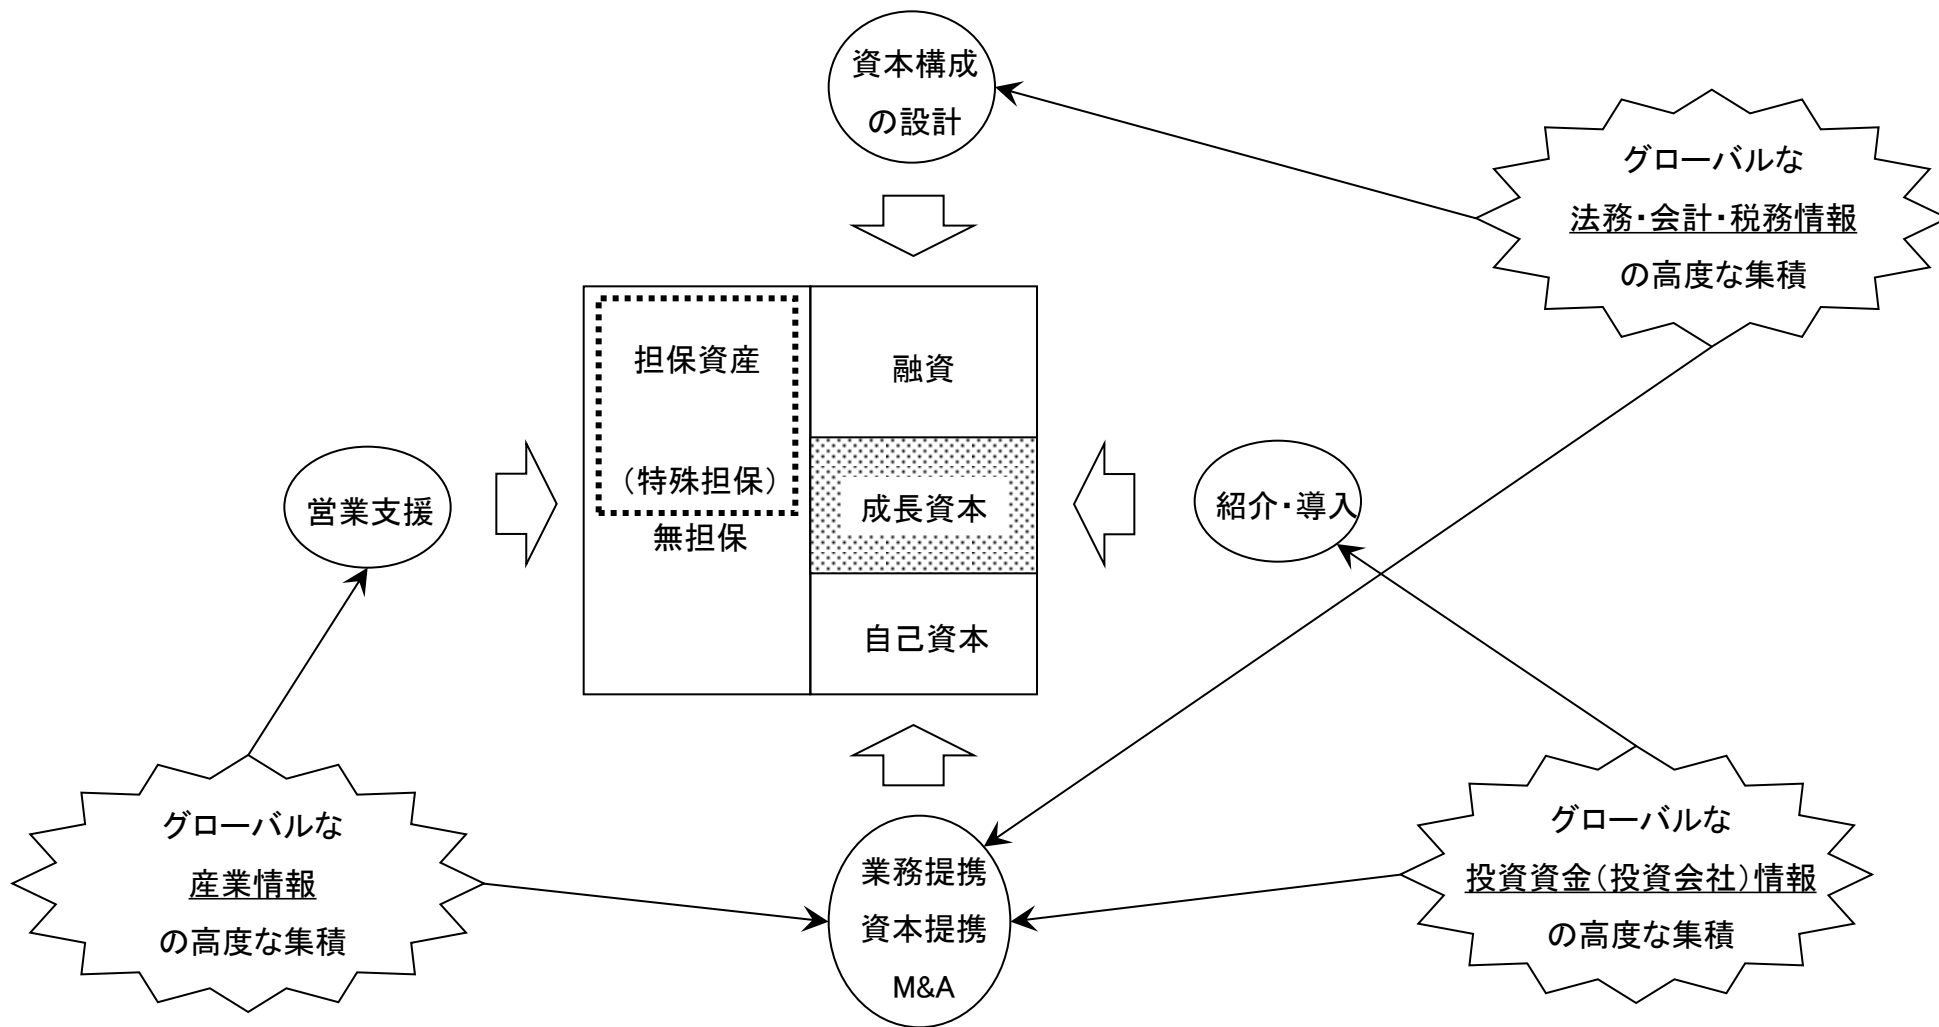 資本構成
の設計
グローバルな
法務・会計・税務情報
の高度な集積
担保資産
(特殊担保)
無担保
融資
成長資本
自己資本
営業支援
紹介・導入
グローバルな
産業情報
の高度な集積
業務提携
資本提携
M&A
グローバルな
投資資金(投資会社)情報
の高度な集積